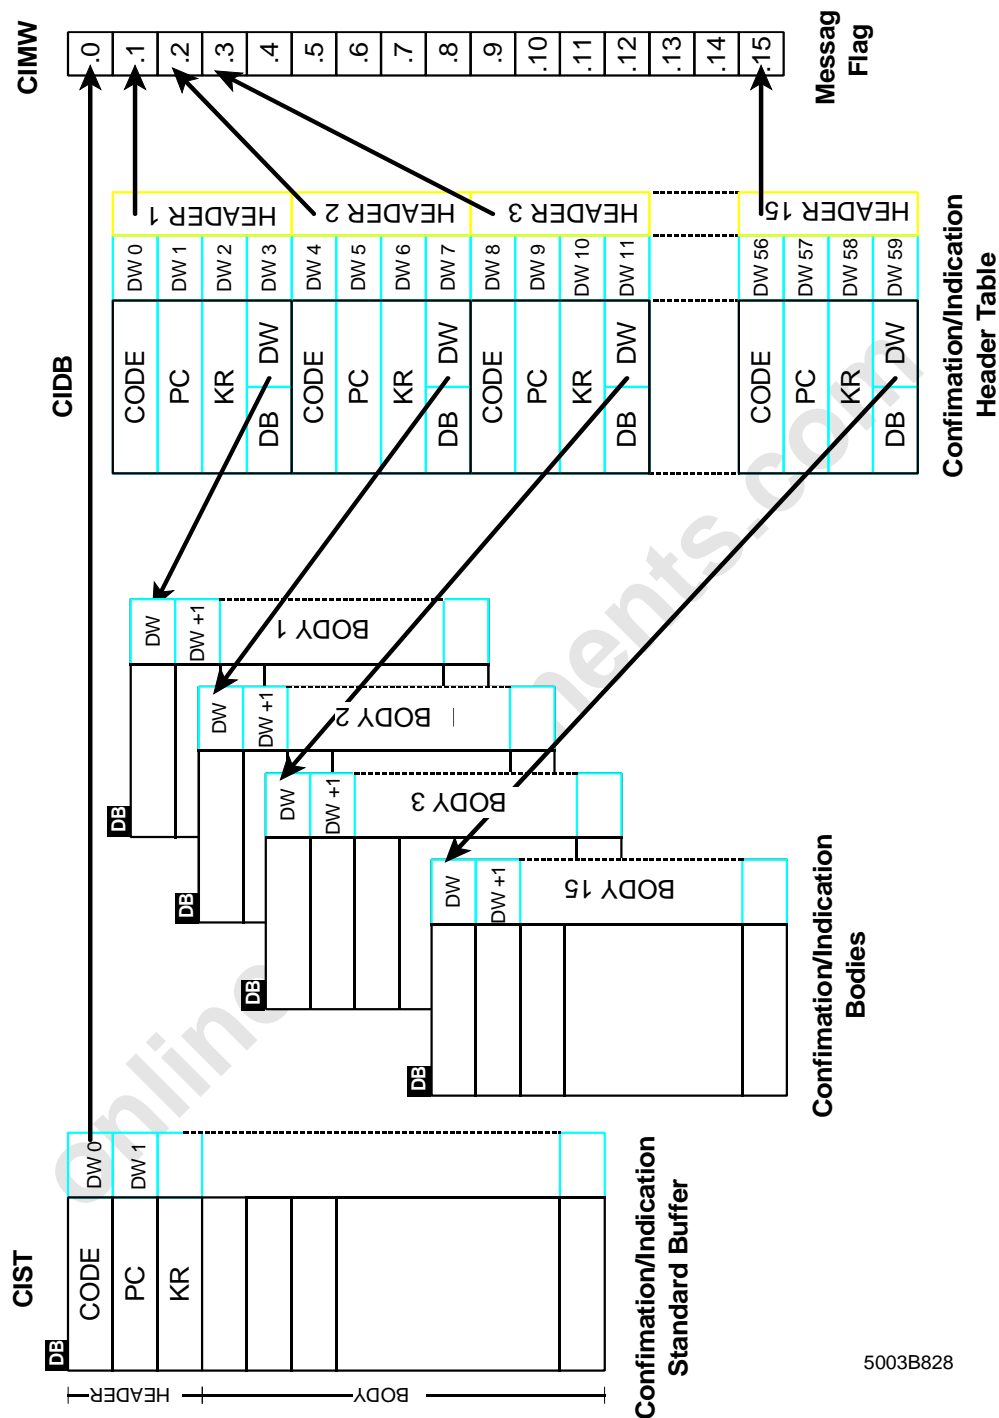 CIST
DB
CODE
PC
KR
DW 0
DW 1
HEADER
BODY
Confimation/Indication
Standard Buffer
DB
DW
DW +1
BODY 1
DB
DW
DW +1
BODY 2
DB
DW
DW +1
BODY 3
DB
DW
DW +1
BODY 15
Confimation/Indication
Bodies
CIDB
CODE
PC
KR
DB DW
DW 0
DW 1
DW 2
DW 3
HEADER 1
CODE
PC
KR
DB DW
DW 4
DW 5
DW 6
DW 7
HEADER 2
CODE
PC
KR
DB DW
DW 8
DW 9
DW 10
DW 11
HEADER 3
CODE
PC
KR
DB DW
DW 56
DW 57
DW 58
DW 59
HEADER 15
Confimation/Indication
Header Table
CIMW
.0
.1
.2
.3
.4
.5
.6
.7
.8
.9
.10
.11
.12
.13
.14
.15
Messag
Flag
5003B828